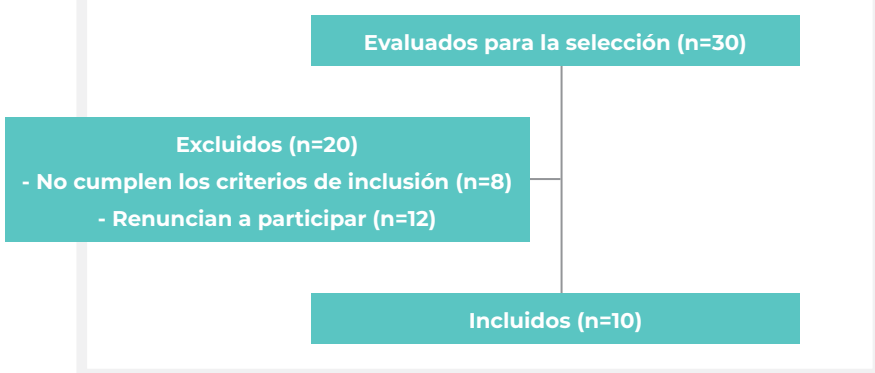 Evaluados para la selección (n=30)
Excluidos (n=20)
- No cumplen los criterios de inclusión (n=8)
- Renuncian a participar (n=12)
Incluidos (n=10)